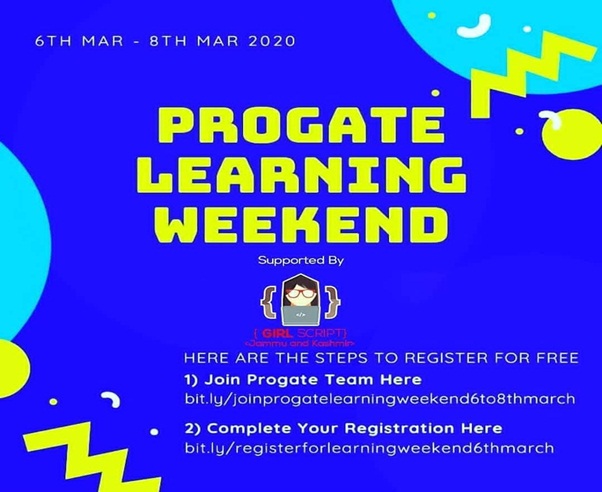 6TH MAR - 8TH MAR 2020
PROGATE
LEARNING
WEEKEND
Supported By
{ GIRL SCRIPT}
<Jammu and Kashmir>
HERE ARE THE STEPS TO REGISTER FOR FREE
1) Join Progate Team Here
bit.ly/joinprogatelearningweekend6to8thmarch
2) Complete Your Registration Here
bit.ly/registerforlearningweekend6thmarch